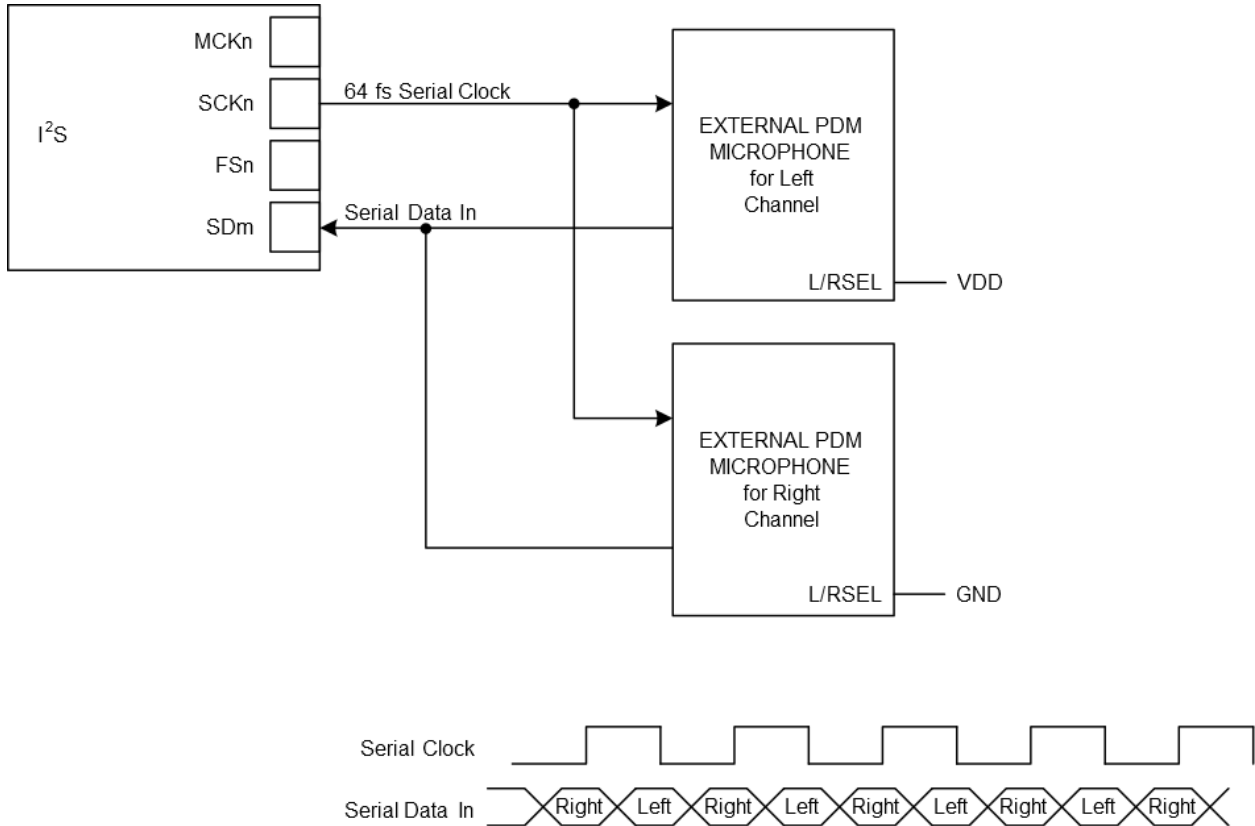 MCKn
SCKn
64 fs Serial Clock
I²S
FSn
Serial Data In
SDm
EXTERNAL PDM
MICROPHONE
for Left
Channel
L/RSEL
VDD
EXTERNAL PDM
MICROPHONE
for Right
Channel
L/RSEL
GND
Serial Clock
Serial Data In
Right Left Right Left Right Left Right Left Right